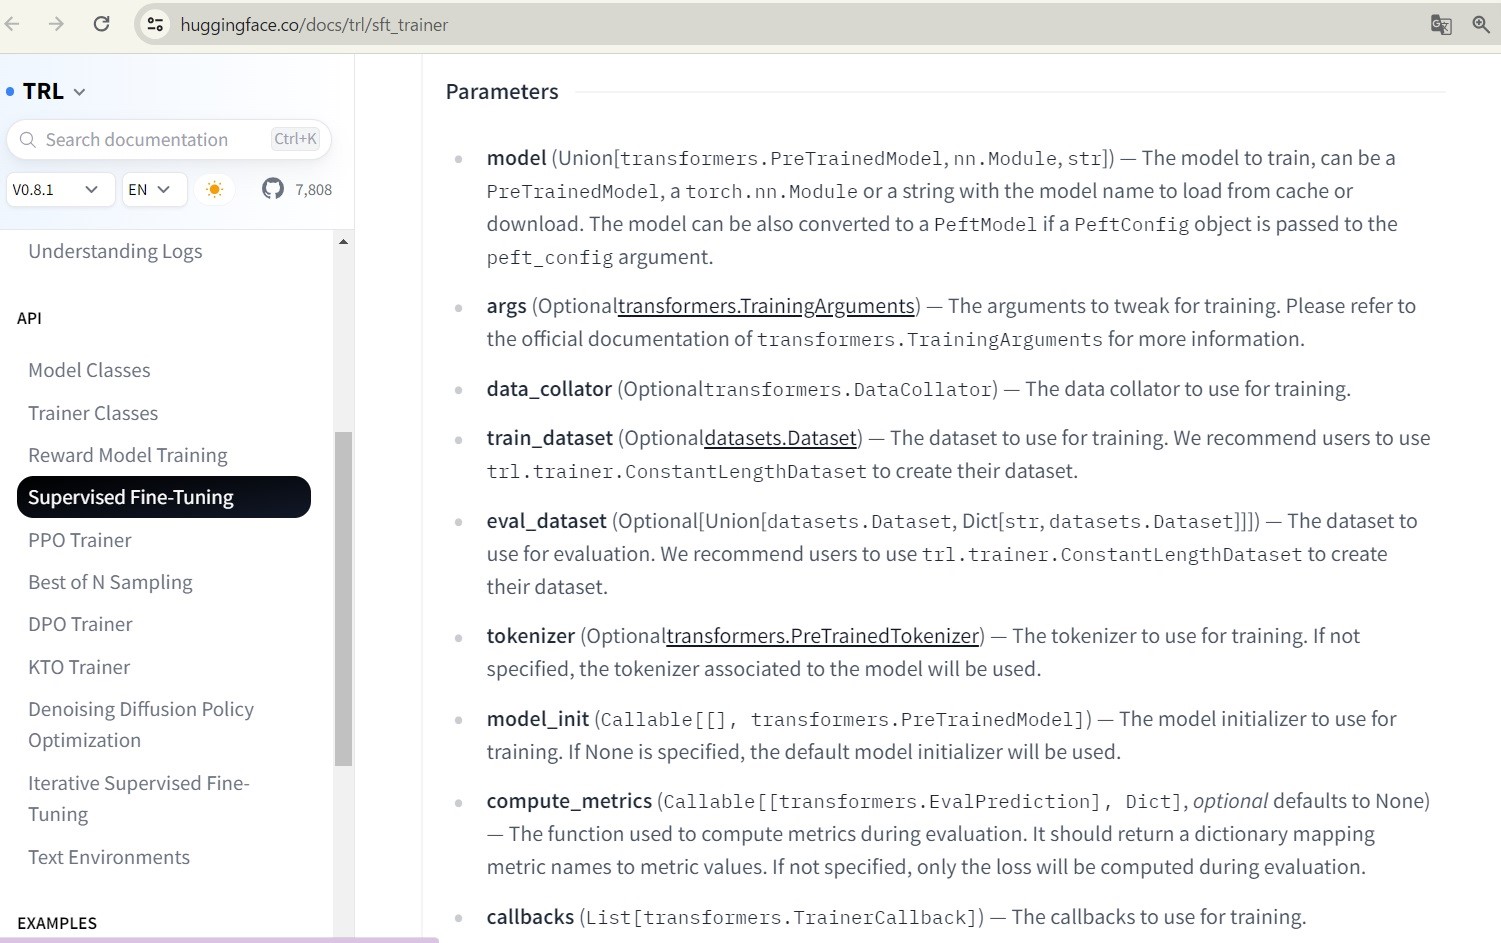 huggingface.co/docs/trl/sft_trainer
TRL
Search documentation Ctrl+K
V0.8.1 EN 7,808
Understanding Logs
API
Model Classes
Trainer Classes
Reward Model Training
Supervised Fine-Tuning
PPO Trainer
Best of N Sampling
DPO Trainer
KTO Trainer
Denoising Diffusion Policy
Optimization
Iterative Supervised Fine-
Tuning
Text Environments
EXAMPLES
Parameters
model (Union[transformers.PreTrainedModel, nn.Module, str]) — The model to train, can be a
PreTrainedModel, a torch.nn.Module or a string with the model name to load from cache or
download. The model can be also converted to a PeftModel if a PeftConfig object is passed to the
peft_config argument.
args (Optionaltransformers.TrainingArguments) — The arguments to tweak for training. Please refer to
the official documentation of transformers.TrainingArguments for more information.
data_collator (Optionaltransformers.DataCollator) — The data collator to use for training.
train_dataset (Optionaldatasets.Dataset) — The dataset to use for training. We recommend users to use
trl.trainer.ConstantLengthDataset to create their dataset.
eval_dataset (Optional[Union[datasets.Dataset, Dict[str, datasets.Dataset]]]) — The dataset to
use for evaluation. We recommend users to use trl.trainer.ConstantLengthDataset to create
their dataset.
tokenizer (Optionaltransformers.PreTrainedTokenizer) — The tokenizer to use for training. If not
specified, the tokenizer associated to the model will be used.
model_init (Callable[[], transformers.PreTrainedModel]) — The model initializer to use for
training. If None is specified, the default model initializer will be used.
compute_metrics (Callable[[transformers.EvalPrediction], Dict], optional defaults to None)
— The function used to compute metrics during evaluation. It should return a dictionary mapping
metric names to metric values. If not specified, only the loss will be computed during evaluation.
callbacks (List[transformers.TrainerCallback]) — The callbacks to use for training.